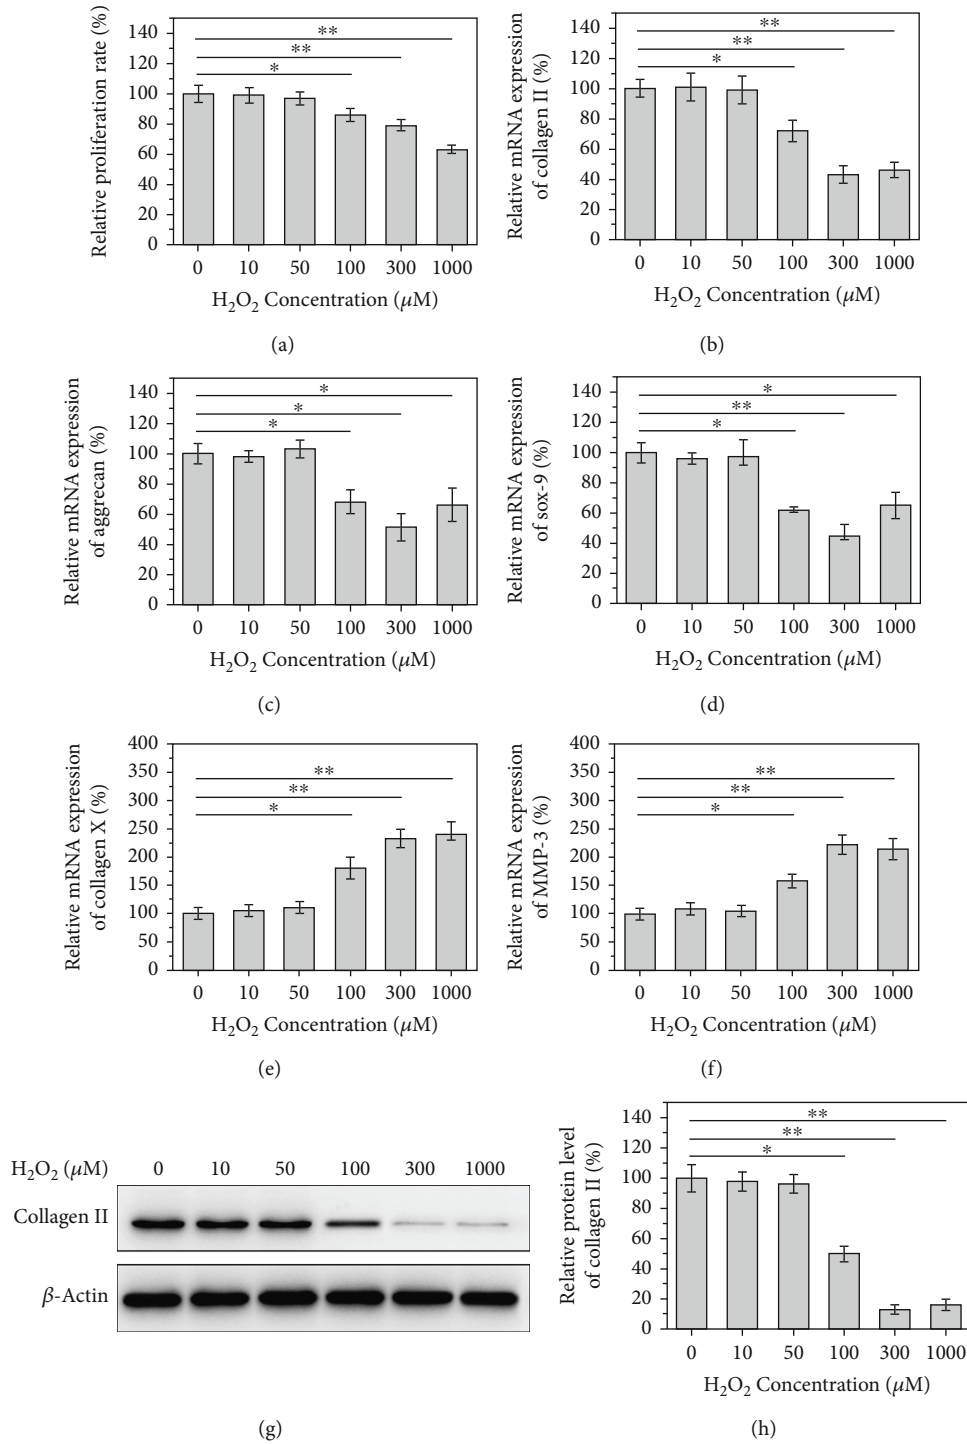 Relative proliferation rate (%)
140
120
100
80
60
40
20
0
**
**
*
0 10 50 100 300 1000
H₂O₂ Concentration (μM)
(a)
Relative mRNA expression
of collagen II (%)
140
120
100
80
60
40
20
0
**
**
*
0 10 50 100 300 1000
H₂O₂ Concentration (μM)
(b)
Relative mRNA expression
of aggrecan (%)
140
120
100
80
60
40
20
0
*
*
*
0 10 50 100 300 1000
H₂O₂ Concentration (μM)
(c)
Relative mRNA expression
of sox-9 (%)
140
120
100
80
60
40
20
0
*
**
*
0 10 50 100 300 1000
H₂O₂ Concentration (μM)
(d)
Relative mRNA expression
of collagen X (%)
400
350
300
250
200
150
100
50
0
**
**
*
0 10 50 100 300 1000
H₂O₂ Concentration (μM)
(e)
Relative mRNA expression
of MMP-3 (%)
400
350
300
250
200
150
100
50
0
**
**
*
0 10 50 100 300 1000
H₂O₂ Concentration (μM)
(f)
H₂O₂ (μM) 0 10 50 100 300 1000
Collagen II
β-Actin
(g)
Relative protein level
of collagen II (%)
140
120
100
80
60
40
20
0
**
**
*
0 10 50 100 300 1000
H₂O₂ Concentration (μM)
(h)